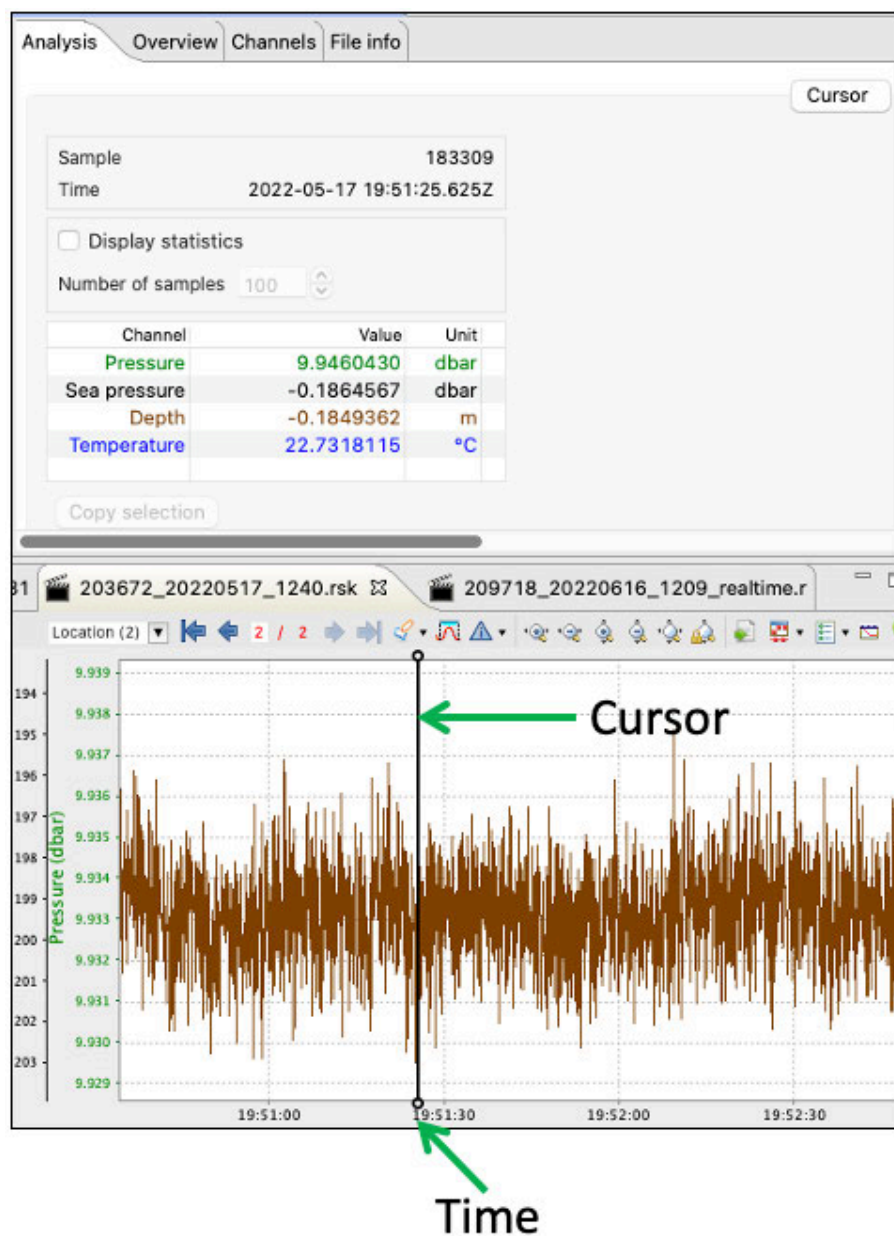 Analysis Overview Channels File info
Cursor
Sample 183309
Time 2022-05-17 19:51:25.625Z
Display statistics
Number of samples 100
Channel Value Unit
Pressure 9.9460430 dbar
Sea pressure -0.1864567 dbar
Depth -0.1849362 m
Temperature 22.7318115 °C
Copy selection
31 203672_20220517_1240.rsk 209718_20220616_1209_realtime.r
Location (2) 2 / 2
9.939
194 9.938
195 9.937
196 9.936
197 9.935
198 9.934
199 9.933
200 9.932
201 9.931
202 9.930
203 9.929
Pressure (dbar)
Cursor
19:51:00 19:51:30 19:52:00 19:52:30
Time